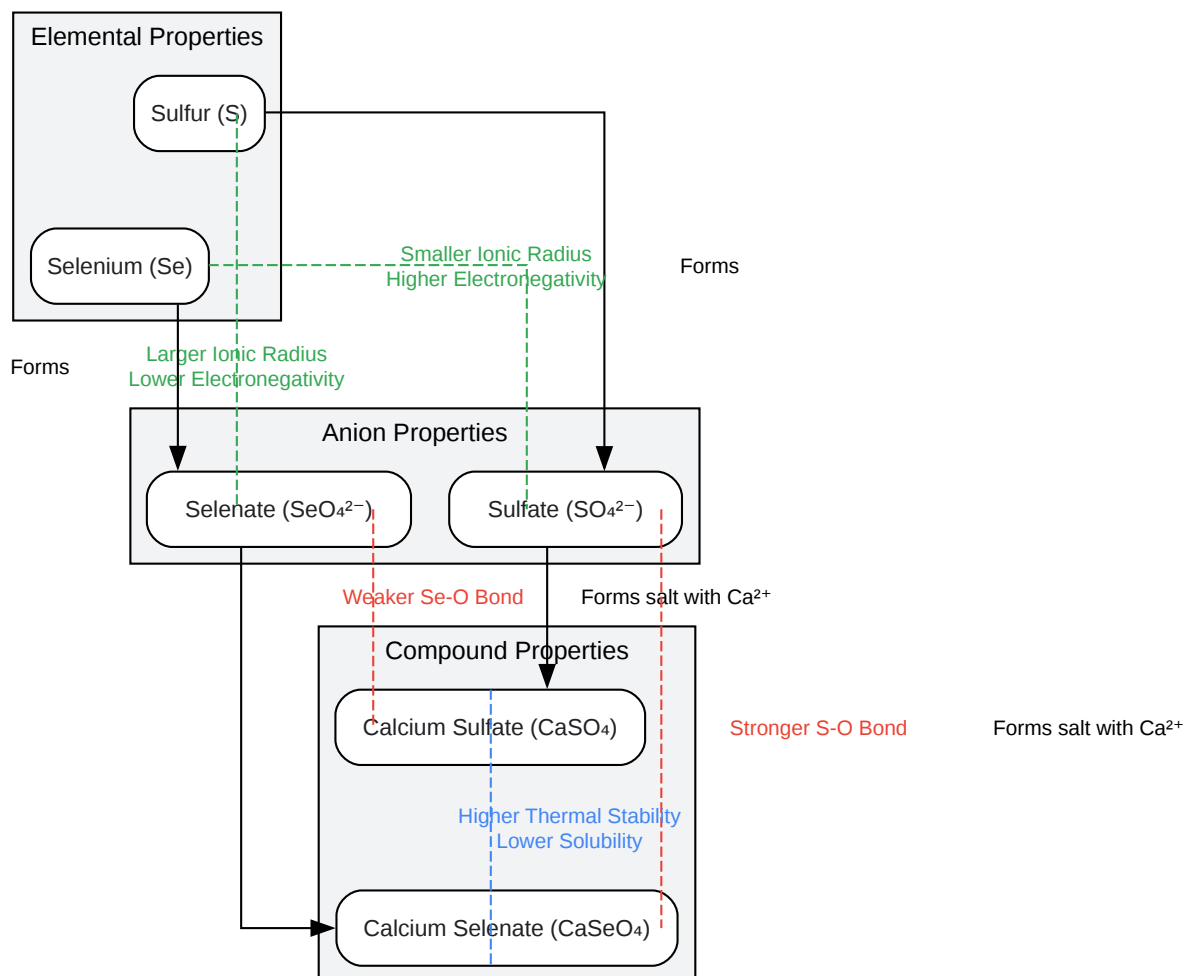 Elemental Properties
Sulfur (S)
Selenium (Se)
Smaller Ionic Radius
Higher Electronegativity
Forms
Forms
Larger Ionic Radius
Lower Electronegativity
Anion Properties
Selenate (SeO₄²⁻)
Sulfate (SO₄²⁻)
Weaker Se-O Bond
Forms salt with Ca²⁺
Compound Properties
Calcium Sulfate (CaSO₄)
Stronger S-O Bond
Forms salt with Ca²⁺
Higher Thermal Stability
Lower Solubility
Calcium Selenate (CaSeO₄)